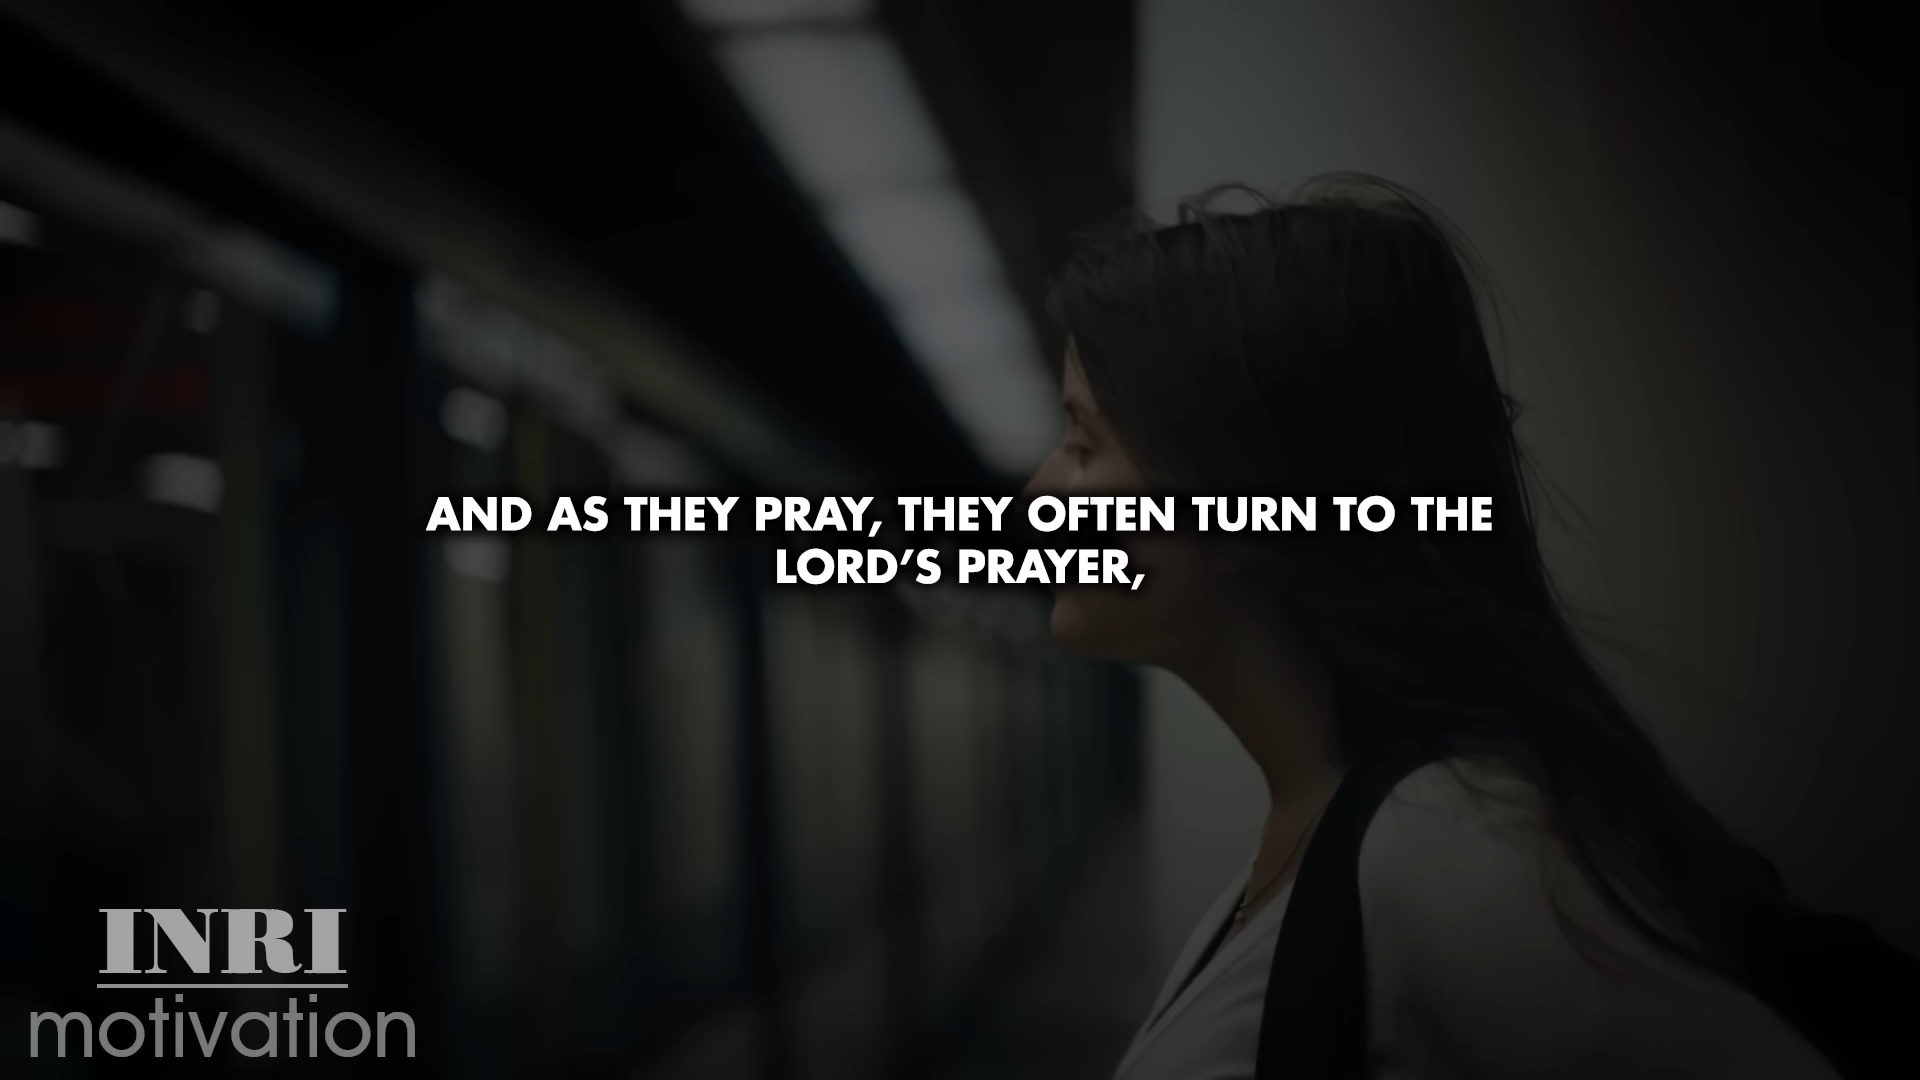 AND AS THEY PRAY, THEY OFTEN TURN TO THE
LORD’S PRAYER,
INRI
motivation